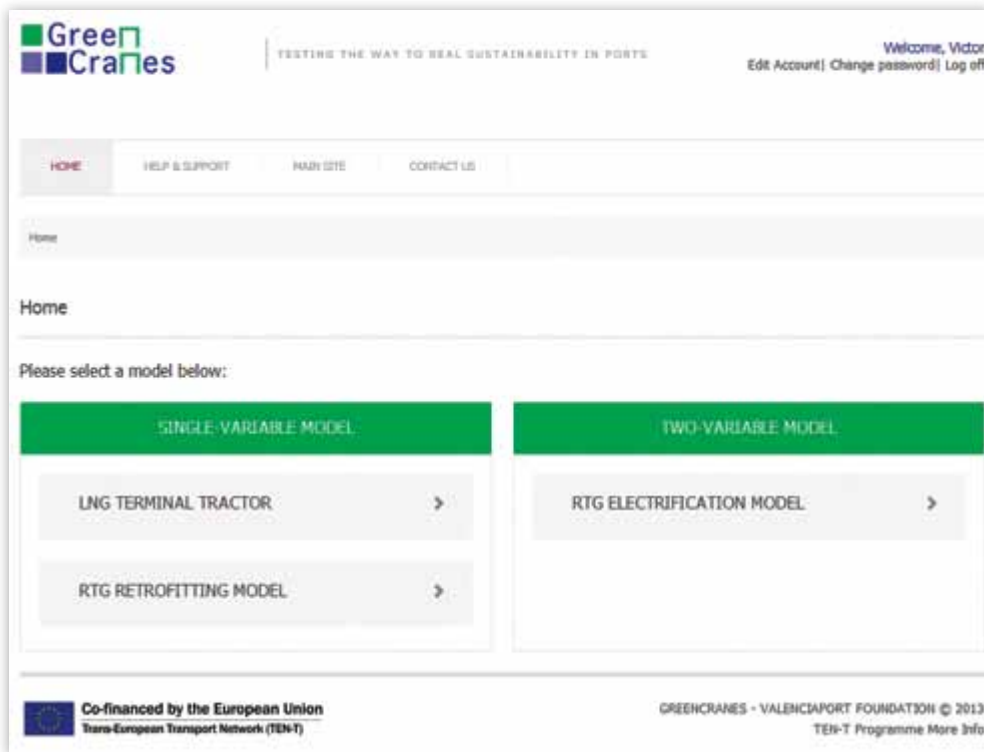 Green
Cranes
TESTING THE WAY TO REAL SUSTAINABILITY IN PORTS
Welcome, Victor
Edit Account| Change password| Log off
HOME
HELP & SUPPORT
MAIN SITE
CONTACT US
Home
Home
Please select a model below:
SINGLE-VARIABLE MODEL
LNG TERMINAL TRACTOR
RTG RETROFITTING MODEL
TWO-VARIABLE MODEL
RTG ELECTRIFICATION MODEL
Co-financed by the European Union
Trans-European Transport Network (TEN-T)
GREENCRANES - VALENCIAPORT FOUNDATION © 2013
TEN-T Programme More Info